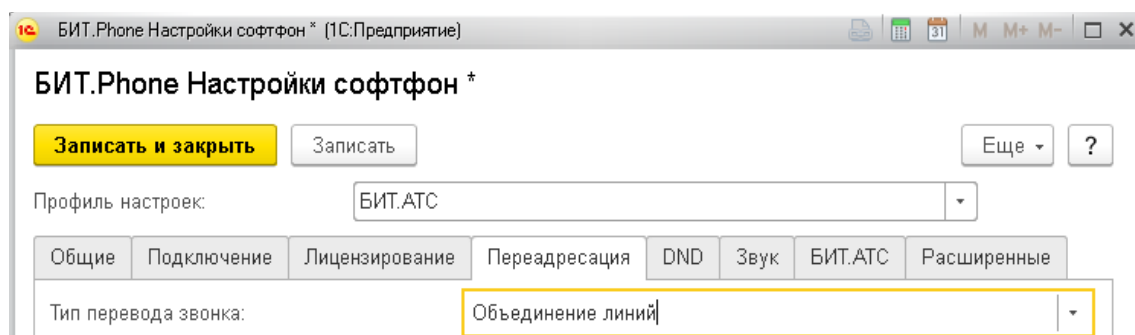 1С БИТ.Phone Настройки софтфон * (1С:Предприятие) 31 M M+ M-
БИТ.Phone Настройки софтфон *
Записать и закрыть Записать Еще ?
Профиль настроек: БИТ.АТС
Общие Подключение Лицензирование Переадресация DND Звук БИТ.АТС Расширенные
Тип перевода звонка: Объединение линий